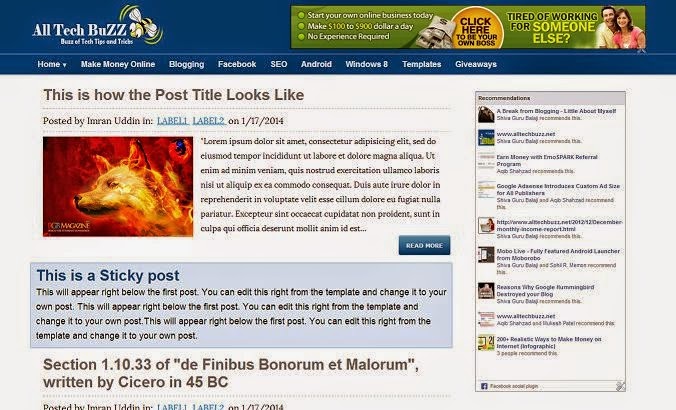 All Tech BuZZ
Buzz of Tech Tips and Tricks
Start your own online business today
Make $100 to $900 dollar a day
No Experience Required
CLICK
HERE
TO BE YOUR
OWN BOSS
TIRED OF WORKING
FOR SOMEONE
ELSE?
Home ▾ Make Money Online Blogging Facebook SEO Android Windows 8 Templates Giveaways
This is how the Post Title Looks Like
Posted by Imran Uddin in: LABEL1 LABEL2 on 1/17/2014
"Lorem ipsum dolor sit amet, consectetur adipisicing elit, sed do
eiusmod tempor incididunt ut labore et dolore magna aliqua. Ut
enim ad minim veniam, quis nostrud exercitation ullamco laboris
nisi ut aliquip ex ea commodo consequat. Duis aute irure dolor in
reprehenderit in voluptate velit esse cillum dolore eu fugiat nulla
pariatur. Excepteur sint occaecat cupidatat non proident, sunt in
culpa qui officia deserunt mollit anim id est...
MAGAZINE
READ MORE
This is a Sticky post
This will appear right below the first post. You can edit this right from the template and change it to your
own post. This will appear right below the first post. You can edit this right from the template and
change it to your own post.This will appear right below the first post. You can edit this right from the
template and change it to your own post.
Section 1.10.33 of "de Finibus Bonorum et Malorum",
written by Cicero in 45 BC
Posted by Imran Uddin in: LABEL1 LABEL2 on 1/17/2014
Recommendations
A Break from Blogging - Little About Myself
Shiva Guru Balaji recommends this.
www.alltechbuzz.net
Shiva Guru Balaji recommends this.
Earn Money with EmoSPARK Referral
Program
Aqib Shahzad recommends this.
Google Adsense Introduces Custom Ad Size
for All Publishers
Shiva Guru Balaji and Aqib Shahzad recommend this.
http://www.alltechbuzz.net/2012/12/december-
monthly-income-report.html
Shiva Guru Balaji recommends this.
Mobo Live - Fully Featured Android Launcher
from Moborobo
Shiva Guru Balaji and Sohil R. Memon recommend
this.
Reasons Why Google Hummingbird
Destroyed your Blog
Shiva Guru Balaji recommends this.
www.alltechbuzz.net
Aqib Shahzad and Mukesh Patel recommend this.
200+ Realistic Ways to Make Money on
Internet (Infographic)
3 people recommend this.
Facebook social plugin